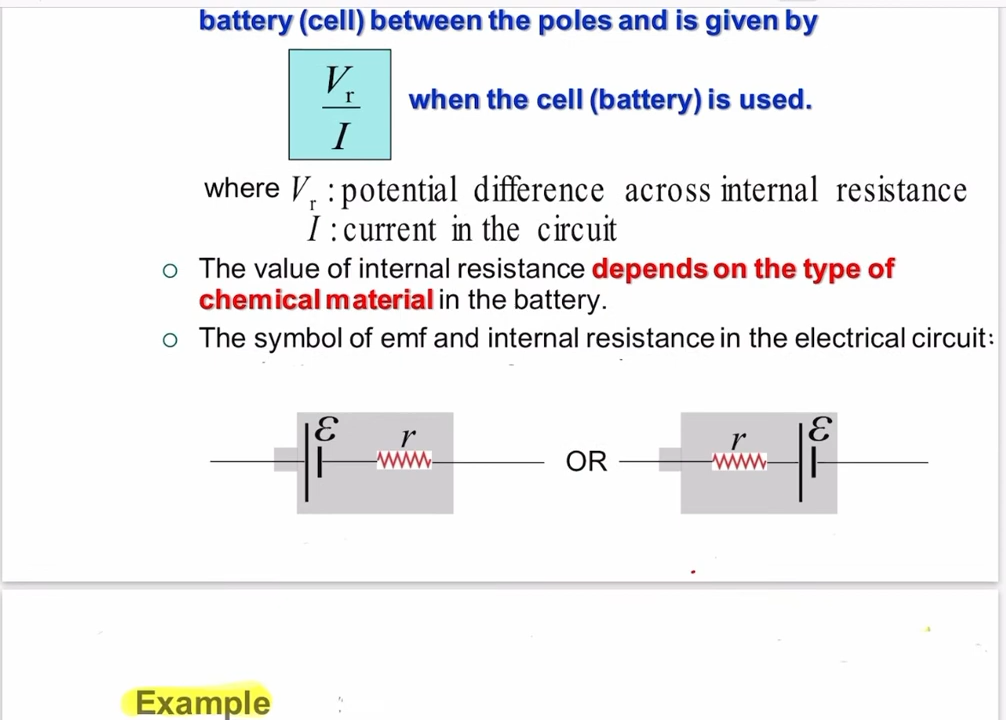 battery (cell) between the poles and is given by
V
r
I
when the cell (battery) is used.
where V r : potential difference across internal resistance
I : current in the circuit
o The value of internal resistance depends on the type of
chemical material in the battery.
o The symbol of emf and internal resistance in the electrical circuit:
ε r OR r ε
Example